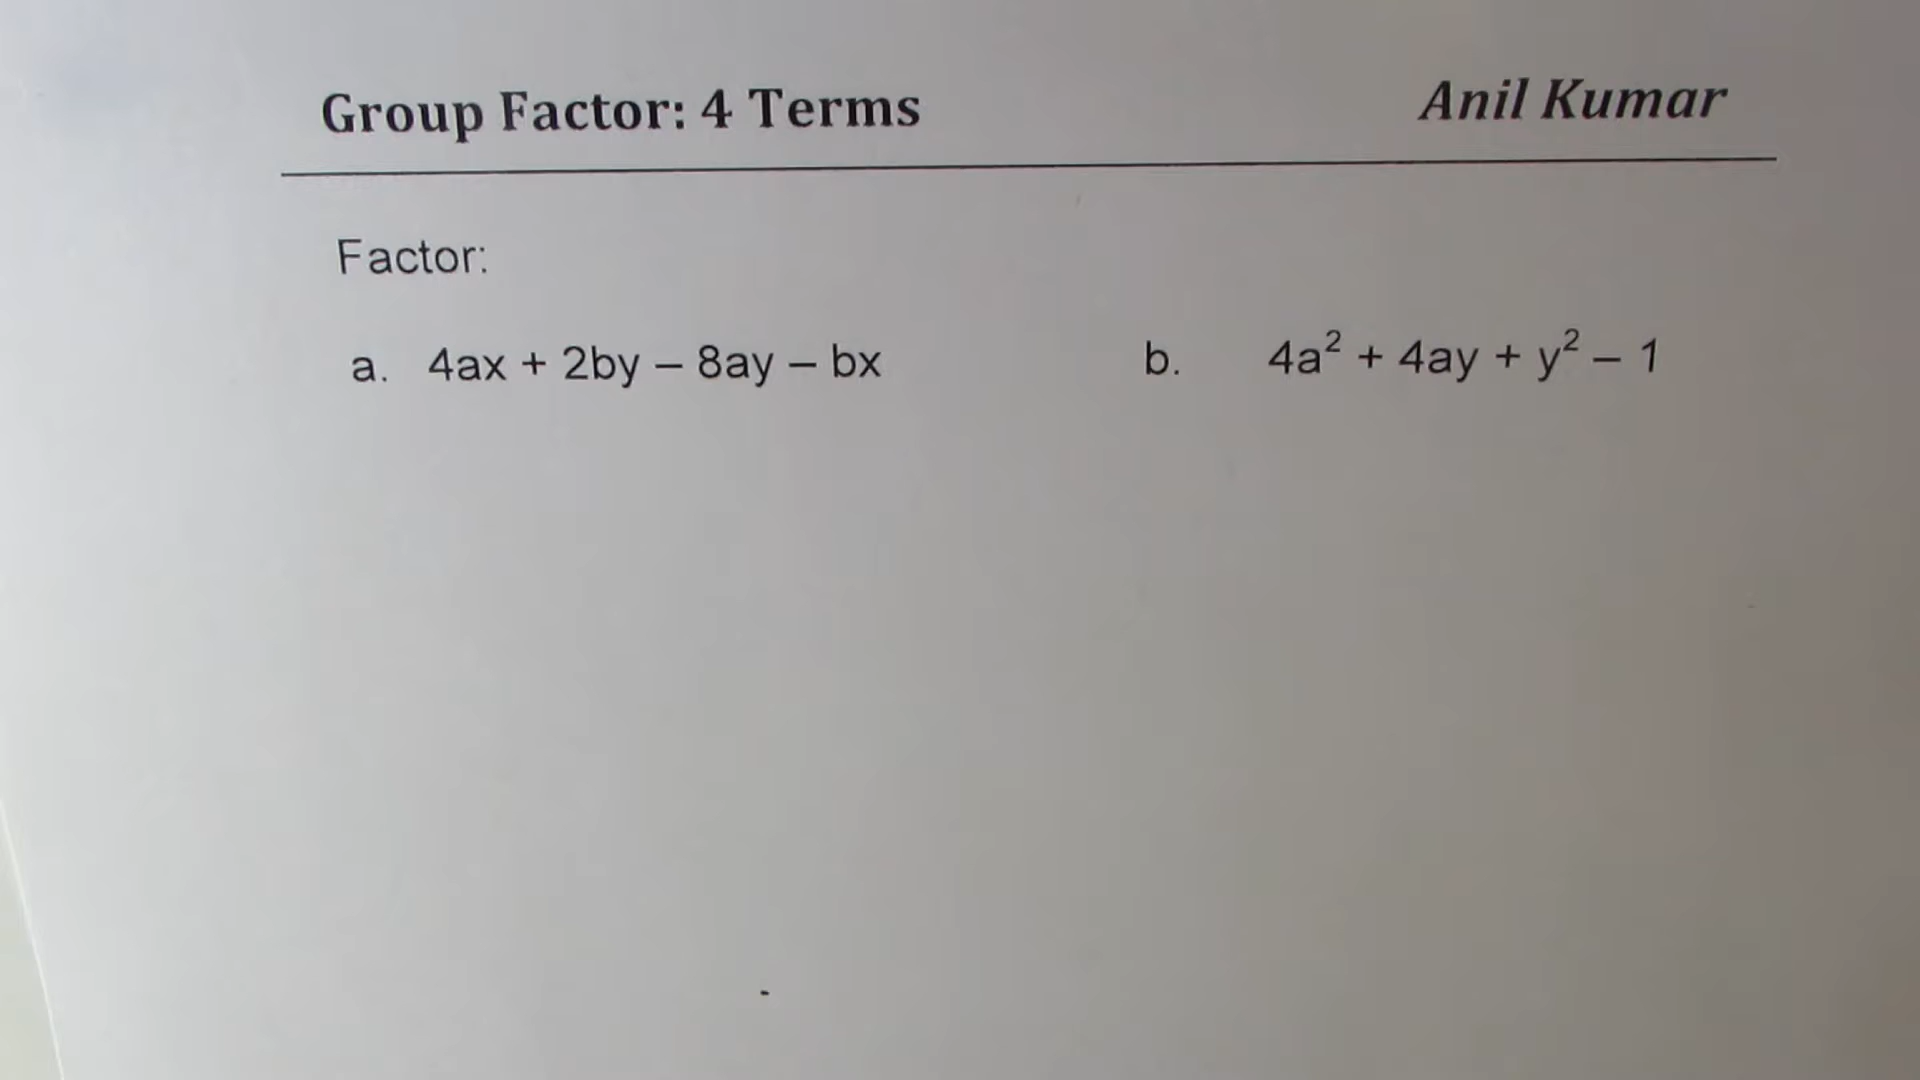 Group Factor: 4 Terms
Anil Kumar
Factor:
a. 4ax + 2by – 8ay – bx
b. 4a² + 4ay + y² – 1